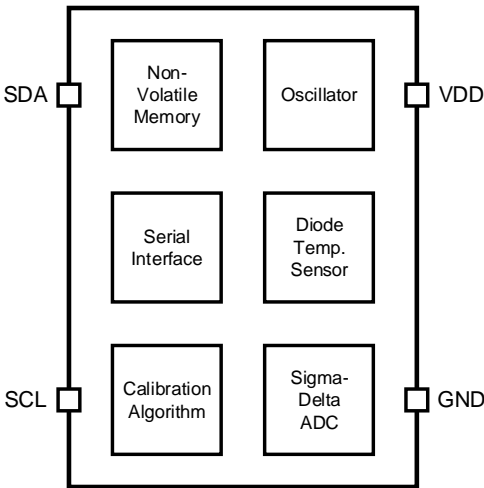 SDA
Non-
Volatile
Memory
Oscillator
VDD
Serial
Interface
Diode
Temp.
Sensor
SCL
Calibration
Algorithm
Sigma-
Delta
ADC
GND